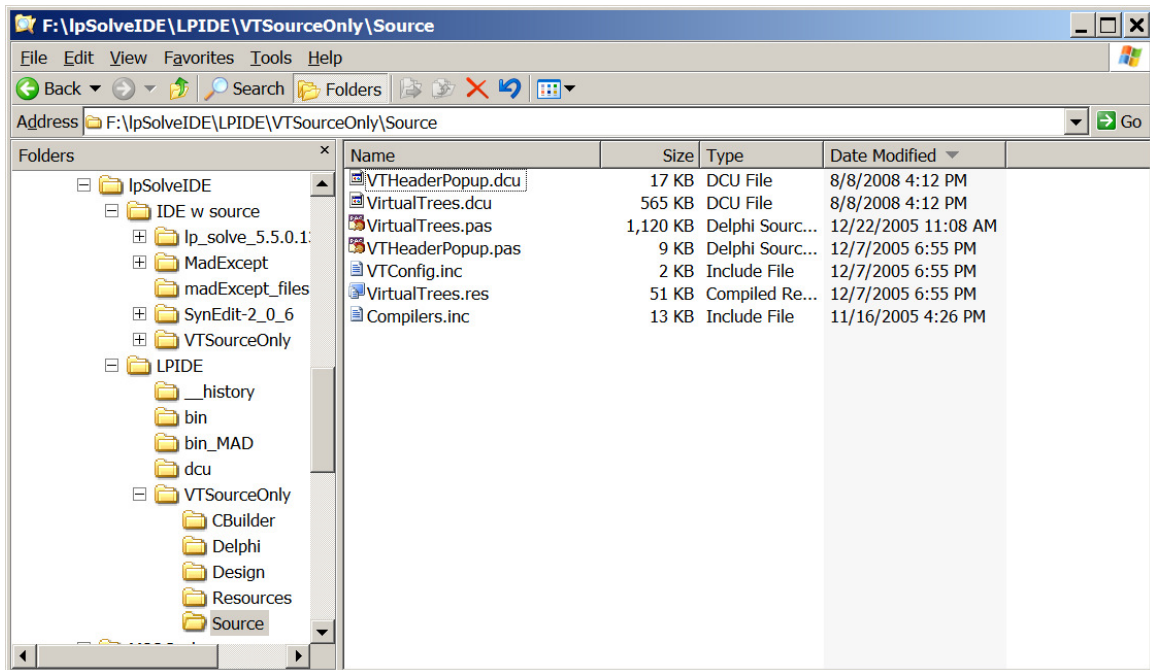 F:\lpSolveIDE\LPIDE\VTSourceOnly\Source
File Edit View Favorites Tools Help
Back Search Folders
Address F:\lpSolveIDE\LPIDE\VTSourceOnly\Source Go
Folders × Name Size Type Date Modified
lpSolveIDE
IDE w source
lp_solve_5.5.0.1
MadExcept
madExcept_files
SynEdit-2_0_6
VTSourceOnly
LPIDE
__history
bin
bin_MAD
dcu
VTSourceOnly
CBuilder
Delphi
Design
Resources
Source
VTHeaderPopup.dcu 17 KB DCU File 8/8/2008 4:12 PM
VirtualTrees.dcu 565 KB DCU File 8/8/2008 4:12 PM
VirtualTrees.pas 1,120 KB Delphi Sourc... 12/22/2005 11:08 AM
VTHeaderPopup.pas 9 KB Delphi Sourc... 12/7/2005 6:55 PM
VTConfig.inc 2 KB Include File 12/7/2005 6:55 PM
VirtualTrees.res 51 KB Compiled Re... 12/7/2005 6:55 PM
Compilers.inc 13 KB Include File 11/16/2005 4:26 PM